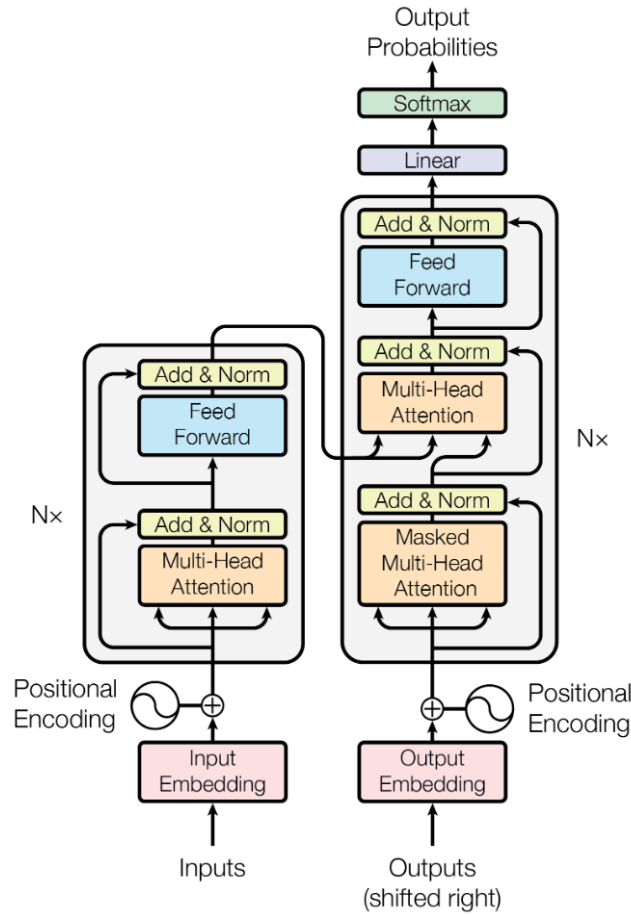 Output
Probabilities
Softmax
Linear
Add & Norm
Feed
Forward
Add & Norm
Multi-Head
Attention
Add & Norm
Masked
Multi-Head
Attention
N×
Add & Norm
Feed
Forward
Add & Norm
Multi-Head
Attention
N×
Positional
Encoding
Positional
Encoding
Input
Embedding
Output
Embedding
Inputs
Outputs
(shifted right)